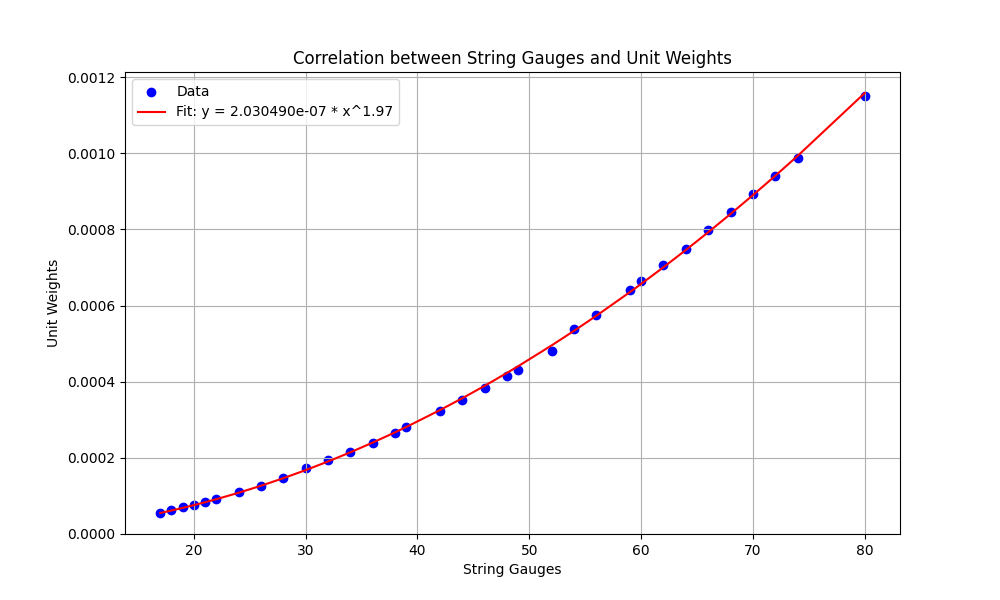 Correlation between String Gauges and Unit Weights
Data
Fit: y = 2.030490e-07 * x^1.97
Unit Weights
0.0012
0.0010
0.0008
0.0006
0.0004
0.0002
0.0000
20 30 40 50 60 70 80
String Gauges